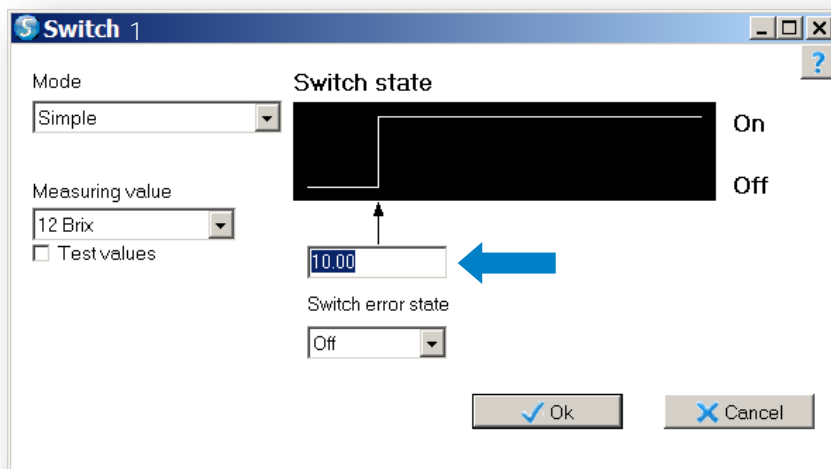 Switch 1
?
Mode
Switch state
Simple
On
Measuring value
Off
12 Brix
Test values
10.00
Switch error state
Off
Ok
Cancel